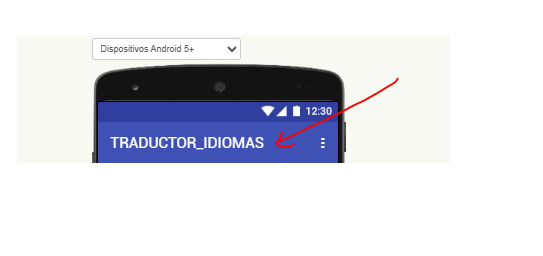 Dispositivos Android 5+
12:30
TRADUCTOR_IDIOMAS